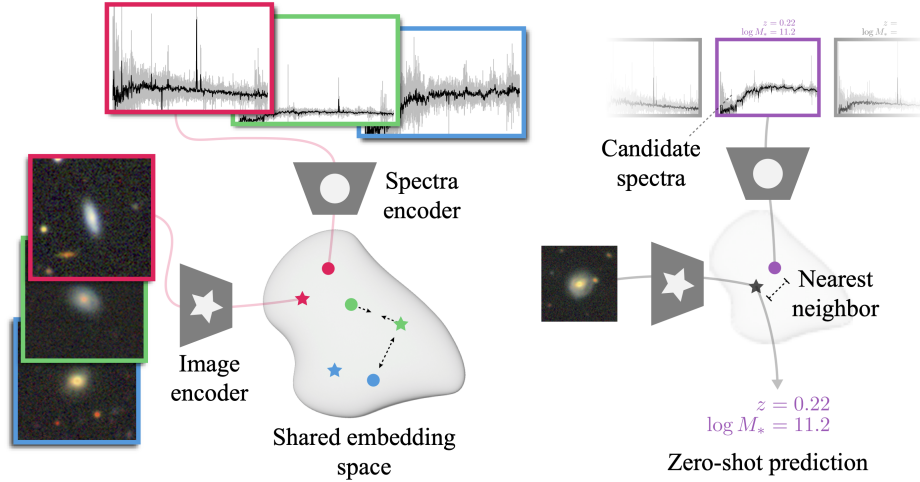 z = 0.22
log M* = 11.2
z =
log M* =
Candidate
spectra
Spectra
encoder
Nearest
neighbor
Image
encoder
z = 0.22
log M* = 11.2
Shared embedding
space
Zero-shot prediction